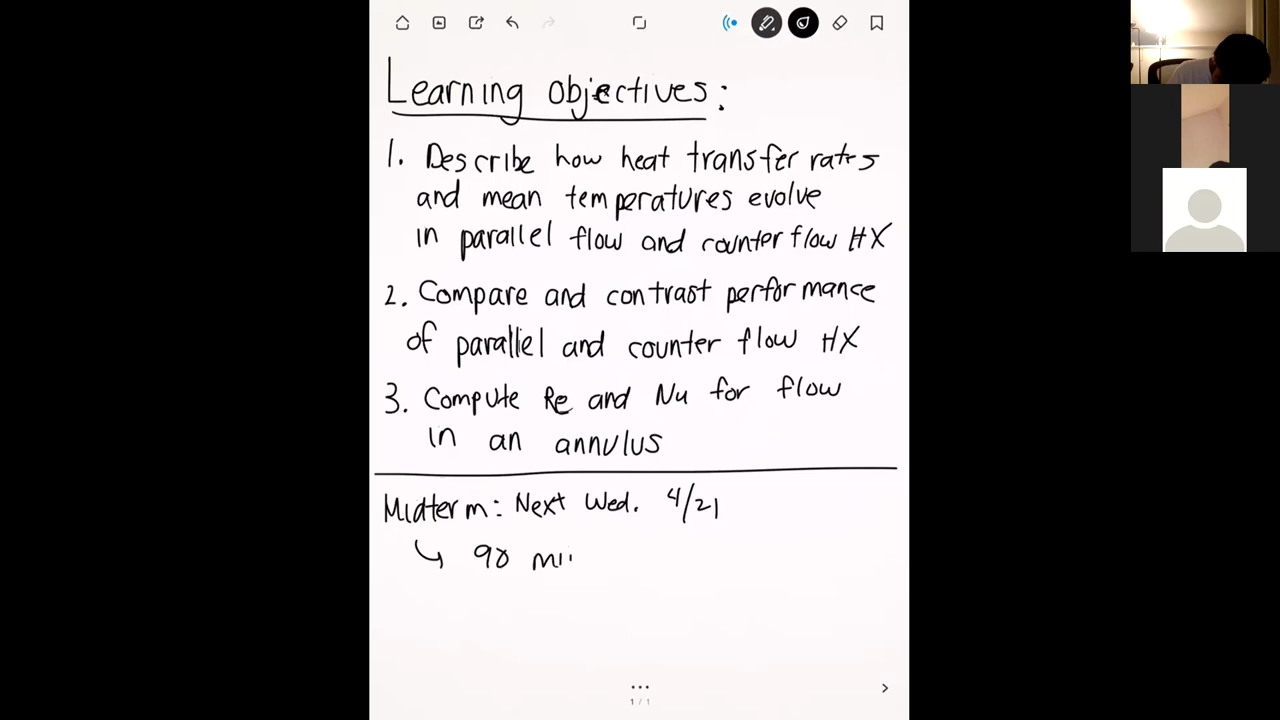 Learning objectives:
1. Describe how heat transfer rates
and mean temperatures evolve
in parallel flow and counter flow HX
2. Compare and contrast performance
of parallel and counter flow HX
3. Compute Re and Nu for flow
in an annulus
Midterm: Next Wed. 4/21
↳ 90
1 / 1